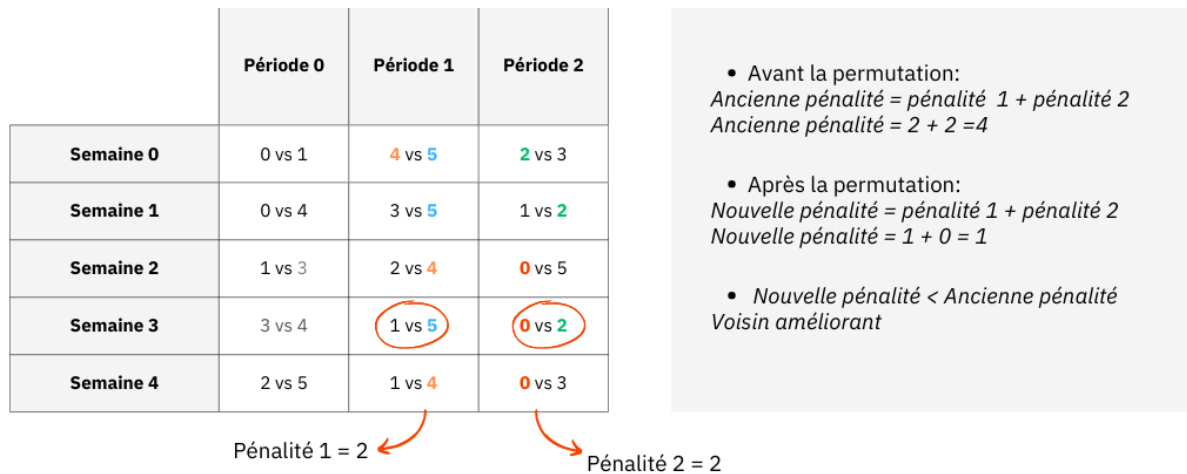 Période 0 Période 1 Période 2
Semaine 0 0 vs 1 4 vs 5 2 vs 3
Semaine 1 0 vs 4 3 vs 5 1 vs 2
Semaine 2 1 vs 3 2 vs 4 0 vs 5
Semaine 3 3 vs 4 1 vs 5 0 vs 2
Semaine 4 2 vs 5 1 vs 4 0 vs 3
Pénalité 1 = 2
Pénalité 2 = 2
• Avant la permutation:
Ancienne pénalité = pénalité 1 + pénalité 2
Ancienne pénalité = 2 + 2 =4
• Après la permutation:
Nouvelle pénalité = pénalité 1 + pénalité 2
Nouvelle pénalité = 1 + 0 = 1
• Nouvelle pénalité < Ancienne pénalité
Voisin améliorant